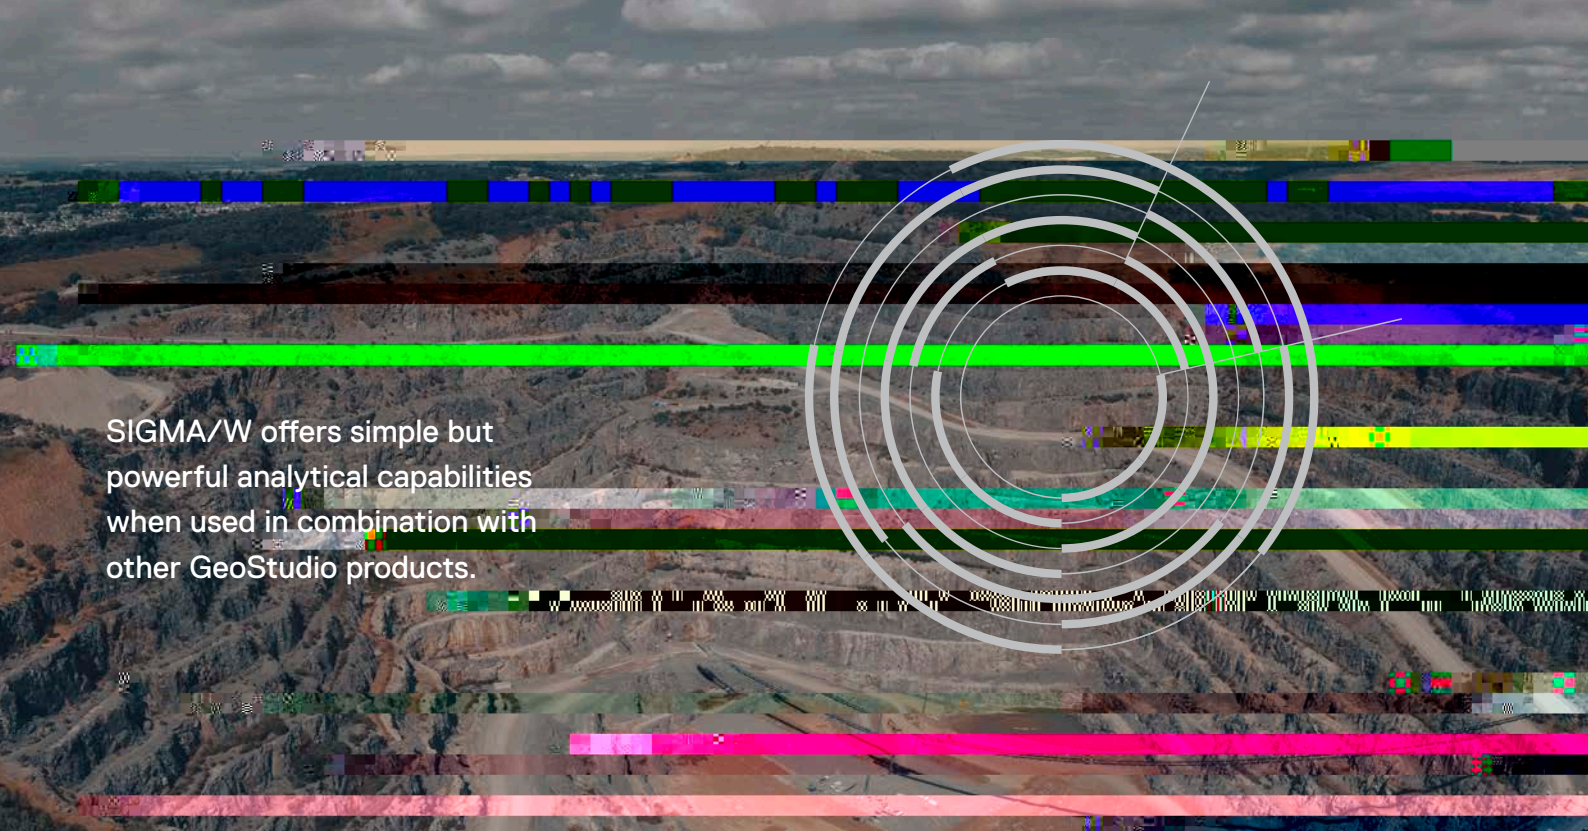 SIGMA/W offers simple but
powerful analytical capabilities
when used in combination with
other GeoStudio products.